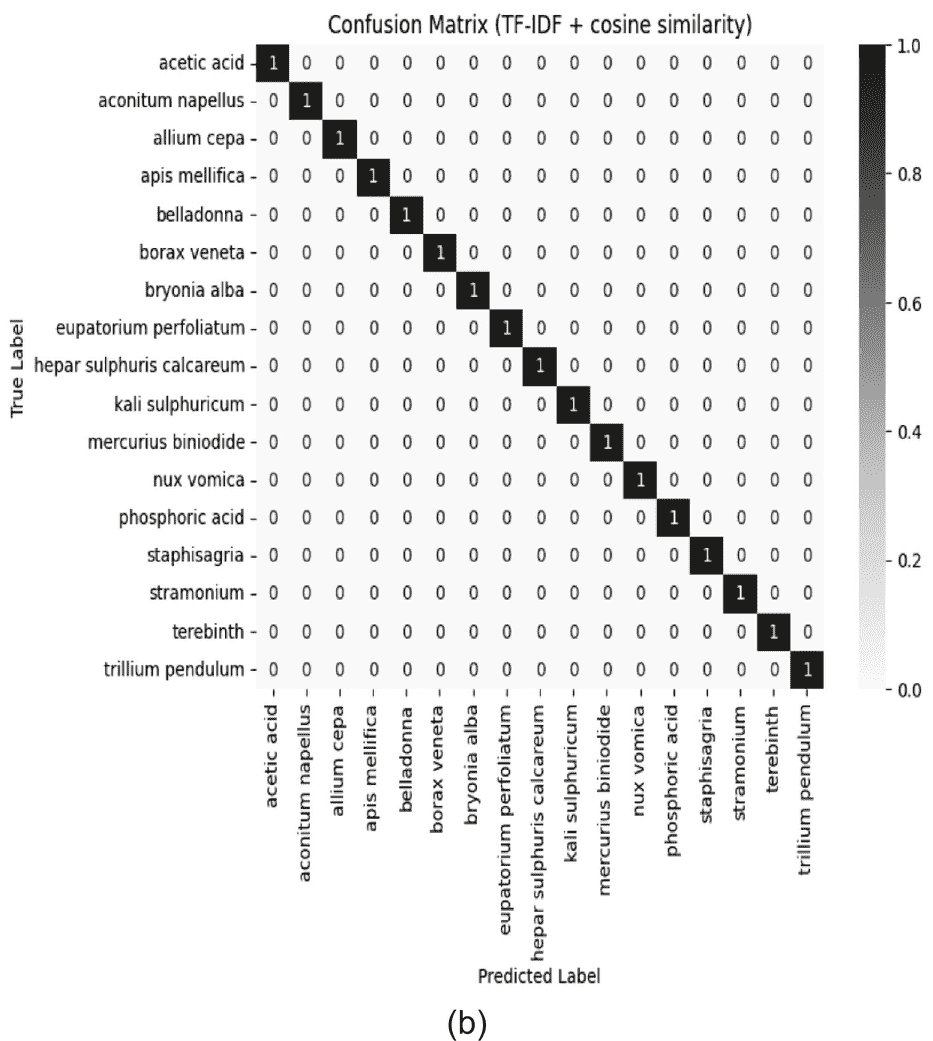 Confusion Matrix (TF-IDF + cosine similarity)
acetic acid 1 0 0 0 0 0 0 0 0 0 0 0 0 0 0 0 0
aconitum napellus 0 1 0 0 0 0 0 0 0 0 0 0 0 0 0 0 0
allium cepa 0 0 1 0 0 0 0 0 0 0 0 0 0 0 0 0 0
apis mellifica 0 0 0 1 0 0 0 0 0 0 0 0 0 0 0 0 0
belladonna 0 0 0 0 1 0 0 0 0 0 0 0 0 0 0 0 0
borax veneta 0 0 0 0 0 1 0 0 0 0 0 0 0 0 0 0 0
bryonia alba 0 0 0 0 0 0 1 0 0 0 0 0 0 0 0 0 0
eupatorium perfoliatum 0 0 0 0 0 0 0 1 0 0 0 0 0 0 0 0 0
hepar sulphuris calcareum 0 0 0 0 0 0 0 0 1 0 0 0 0 0 0 0 0
kali sulphuricum 0 0 0 0 0 0 0 0 0 1 0 0 0 0 0 0 0
mercurius biniodide 0 0 0 0 0 0 0 0 0 0 1 0 0 0 0 0 0
nux vomica 0 0 0 0 0 0 0 0 0 0 0 1 0 0 0 0 0
phosphoric acid 0 0 0 0 0 0 0 0 0 0 0 0 1 0 0 0 0
staphisagria 0 0 0 0 0 0 0 0 0 0 0 0 0 1 0 0 0
stramonium 0 0 0 0 0 0 0 0 0 0 0 0 0 0 1 0 0
terebinth 0 0 0 0 0 0 0 0 0 0 0 0 0 0 0 1 0
trillium pendulum 0 0 0 0 0 0 0 0 0 0 0 0 0 0 0 0 1
True Label
acetic acid
aconitum napellus
allium cepa
apis mellifica
belladonna
borax veneta
bryonia alba
eupatorium perfoliatum
hepar sulphuris calcareum
kali sulphuricum
mercurius biniodide
nux vomica
phosphoric acid
staphisagria
stramonium
terebinth
trillium pendulum
Predicted Label
1.0
0.8
0.6
0.4
0.2
0.0
(b)